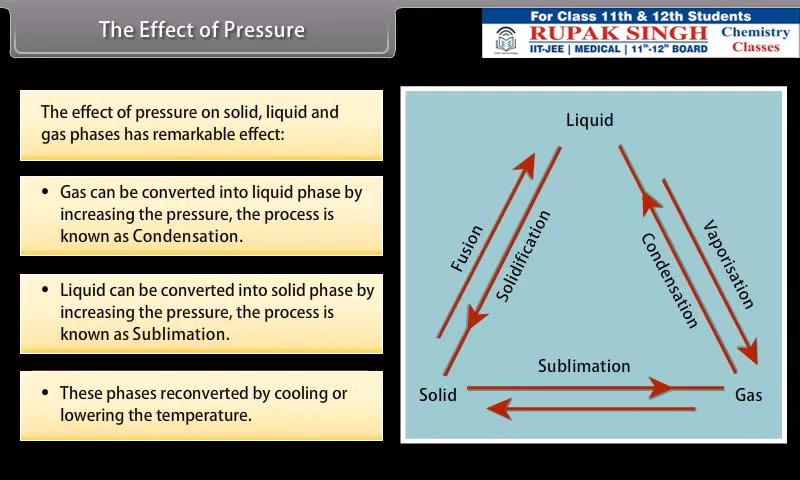 The Effect of Pressure
For Class 11th & 12th Students
RUPAK SINGH
Chemistry
Classes
IIT-JEE | MEDICAL | 11th-12th BOARD
The effect of pressure on solid, liquid and
gas phases has remarkable effect:
• Gas can be converted into liquid phase by
increasing the pressure, the process is
known as Condensation.
• Liquid can be converted into solid phase by
increasing the pressure, the process is
known as Sublimation.
• These phases reconverted by cooling or
lowering the temperature.
Liquid
Fusion
Solidification
Condensation
Vaporisation
Sublimation
Solid
Gas